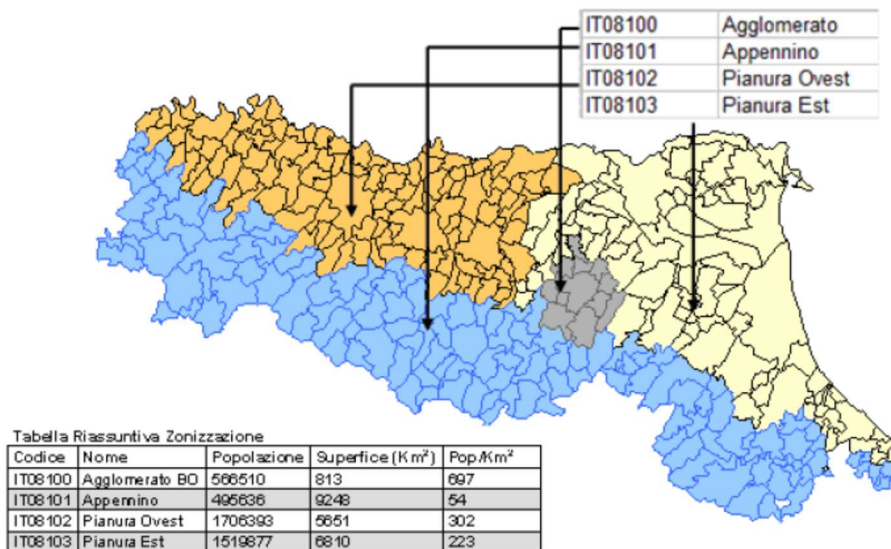 IT08100 Agglomerato
IT08101 Appennino
IT08102 Pianura Ovest
IT08103 Pianura Est
Tabella Riassuntiva Zonizzazione
Codice Nome Popolazione Superfice (Km²) Pop/Km²
IT08100 Agglomerato BO 566510 813 697
IT08101 Appennino 495636 9248 54
IT08102 Pianura Ovest 1706393 5651 302
IT08103 Pianura Est 1519877 6810 223